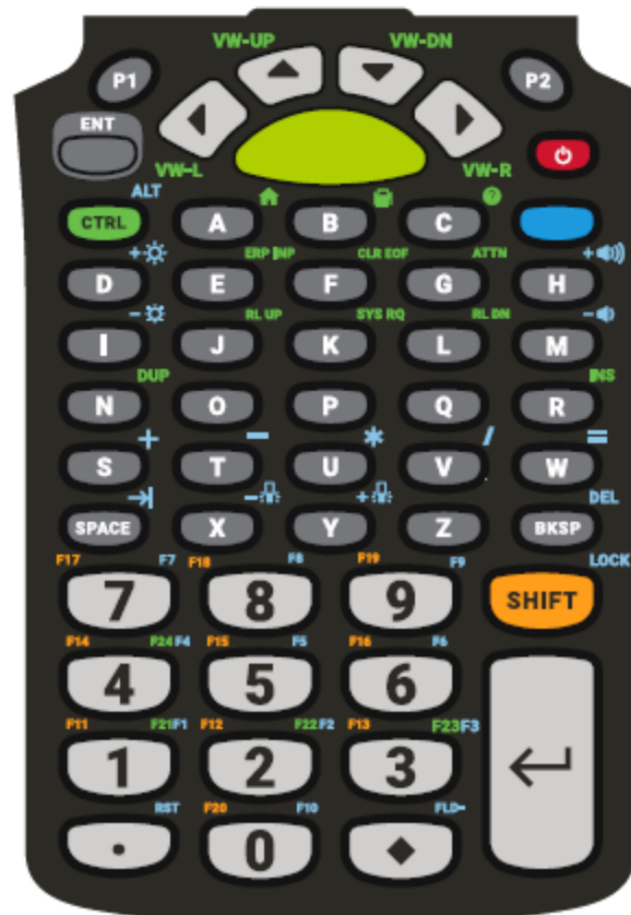 VW-UP VW-DN
P1 P2
ENT
VW-L VW-R
ALT
CTRL A B C
ERP INP CLR EOF ATTN
D E F G H
RL UP SYS RQ RL DN
I J K L M
DUP INS
N O P Q R
+ - * / =
S T U V W
DEL
SPACE X Y Z BKSP
F17 F7 F18 F8 F19 F9 LOCK
7 8 9 SHIFT
F14 F24 F4 F15 F5 F16 F6
4 5 6
F11 F21 F1 F12 F22 F2 F13 F23 F3
1 2 3
RST F20 F10 FLD-
. 0